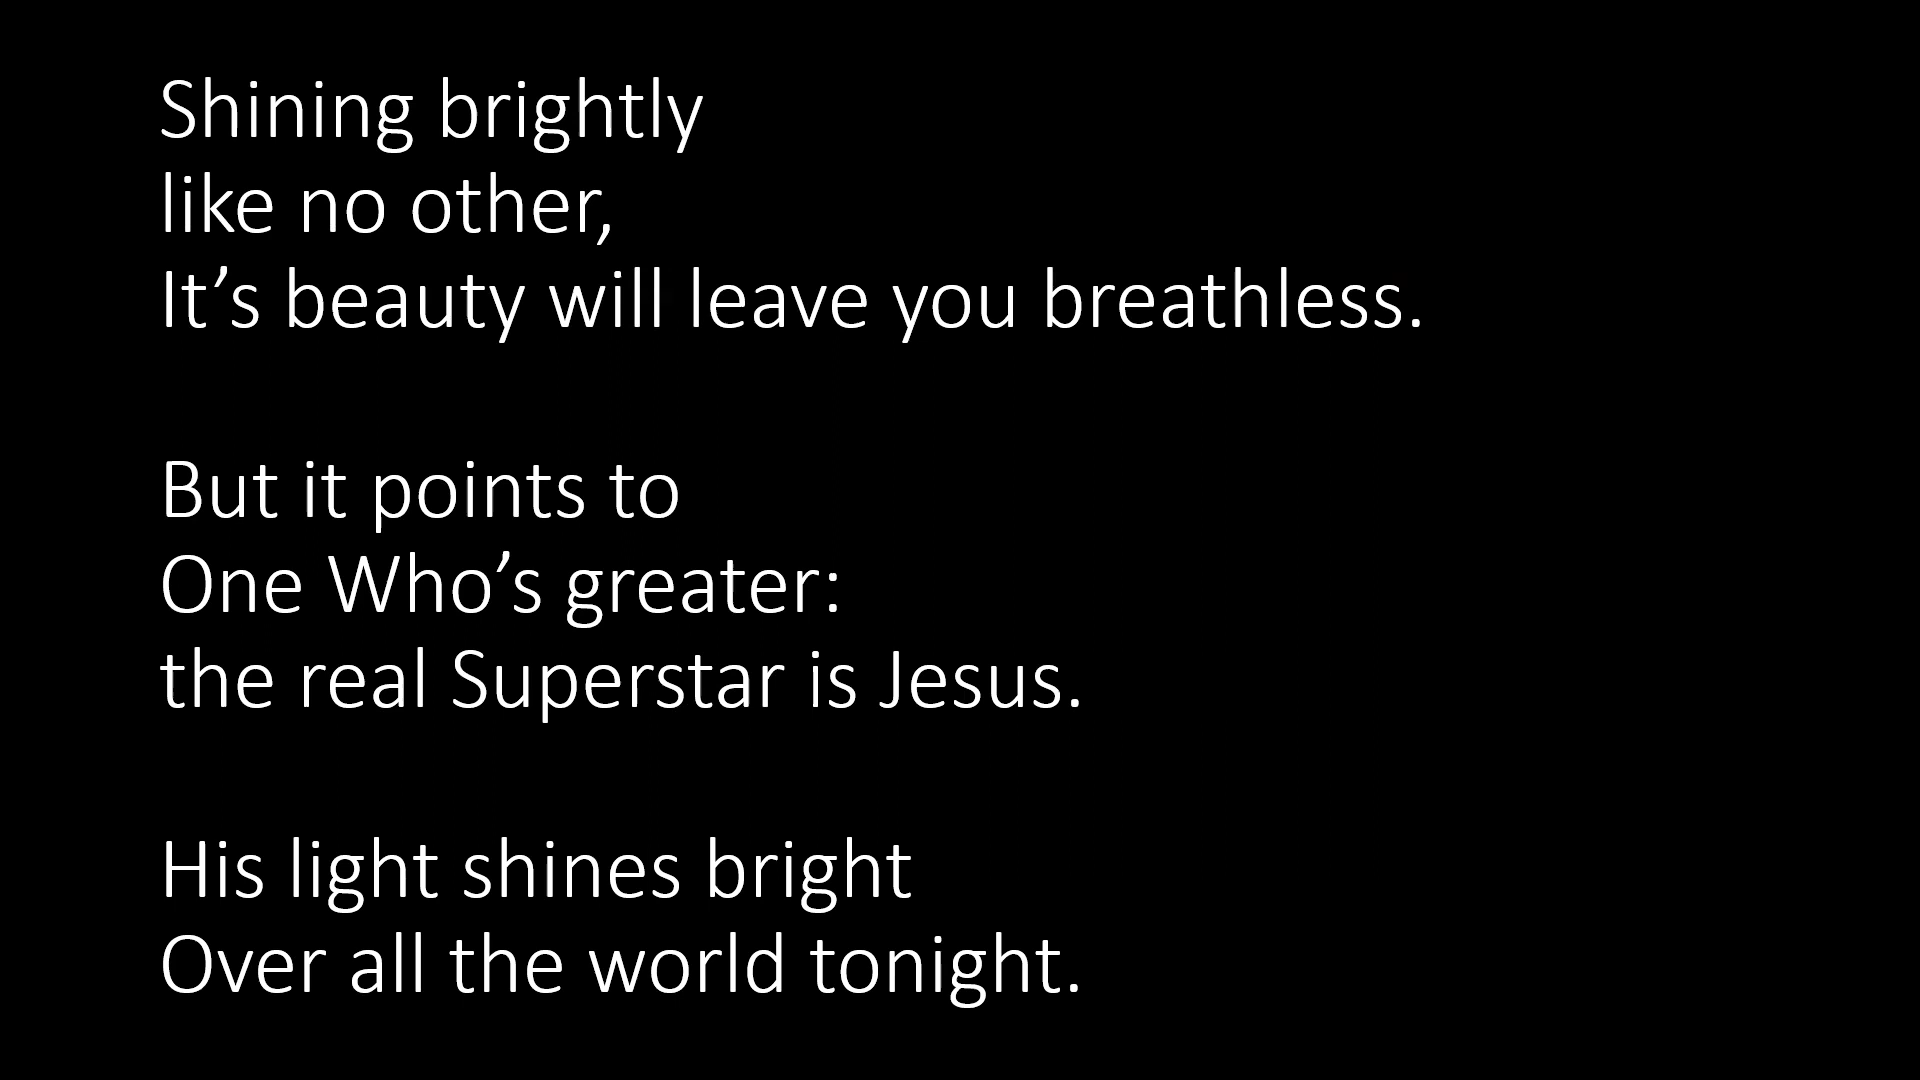 Shining brightly
like no other,
It’s beauty will leave you breathless.
But it points to
One Who’s greater:
the real Superstar is Jesus.
His light shines bright
Over all the world tonight.